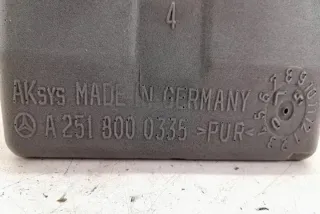 4
AKsys MADE IN GERMANY
A 251 800 0335 >PUR<